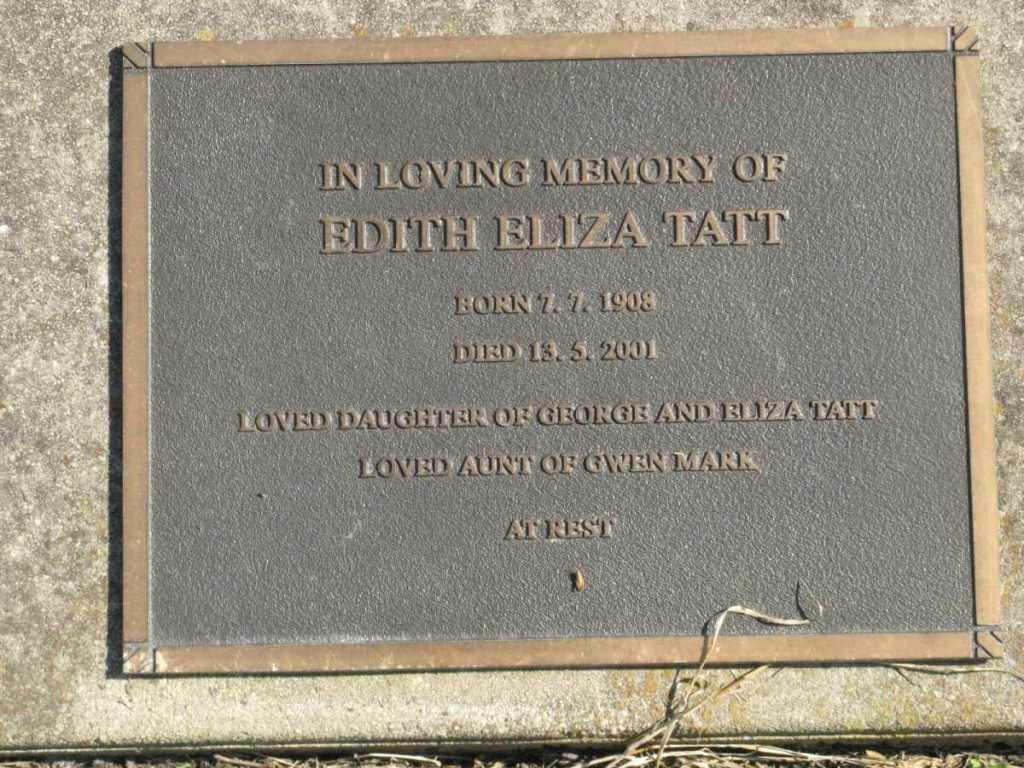 IN LOVING MEMORY OF
EDITH ELIZA TATT
BORN 7. 7. 1908
DIED 13. 5. 2001
LOVED DAUGHTER OF GEORGE AND ELIZA TATT
LOVED AUNT OF GWEN MARK
AT REST